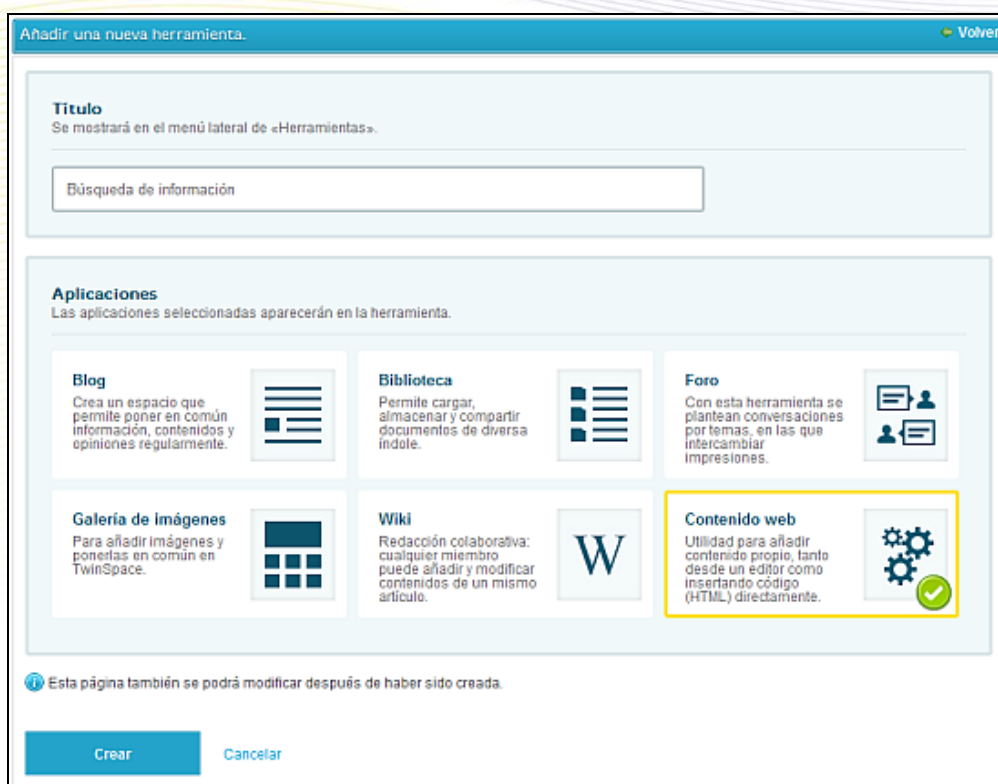 Añadir una nueva herramienta.
Volver
Título
Se mostrará en el menú lateral de «Herramientas».
Búsqueda de información
Aplicaciones
Las aplicaciones seleccionadas aparecerán en la herramienta.
Blog
Crea un espacio que
permite poner en común
información, contenidos y
opiniones regularmente.
Biblioteca
Permite cargar,
almacenar y compartir
documentos de diversa
índole.
Foro
Con esta herramienta se
plantean conversaciones
por temas, en las que
intercambiar
impresiones.
Galería de imágenes
Para añadir imágenes y
ponerlas en común en
TwinSpace.
Wiki
Redacción colaborativa:
cualquier miembro
puede añadir y modificar
contenidos de un mismo
artículo.
W
Contenido web
Utilidad para añadir
contenido propio, tanto
desde un editor como
insertando código
(HTML) directamente.
Esta página también se podrá modificar después de haber sido creada.
Crear
Cancelar